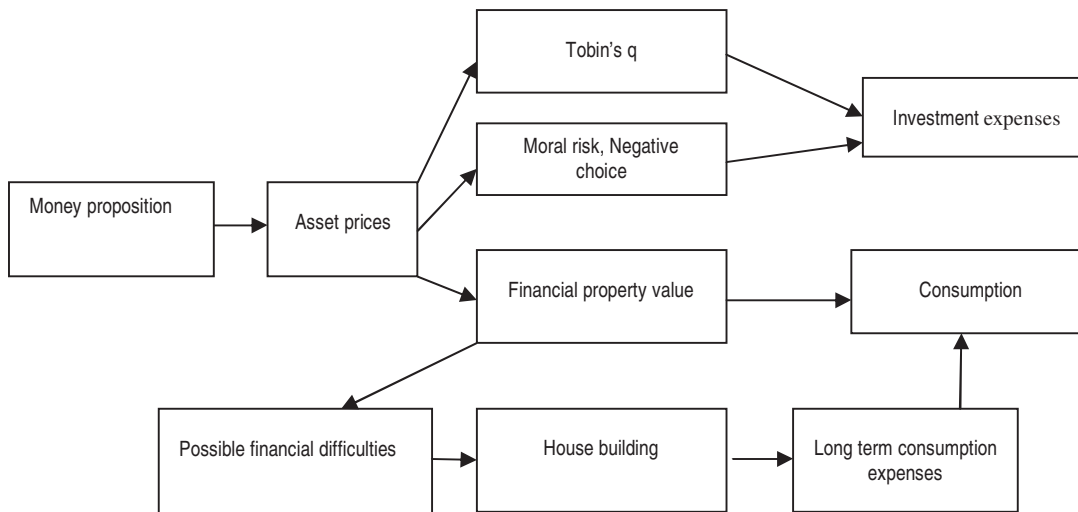 Tobin's q
Investment expenses
Moral risk, Negative
choice
Money proposition
Asset prices
Financial property value
Consumption
Possible financial difficulties
House building
Long term consumption
expenses